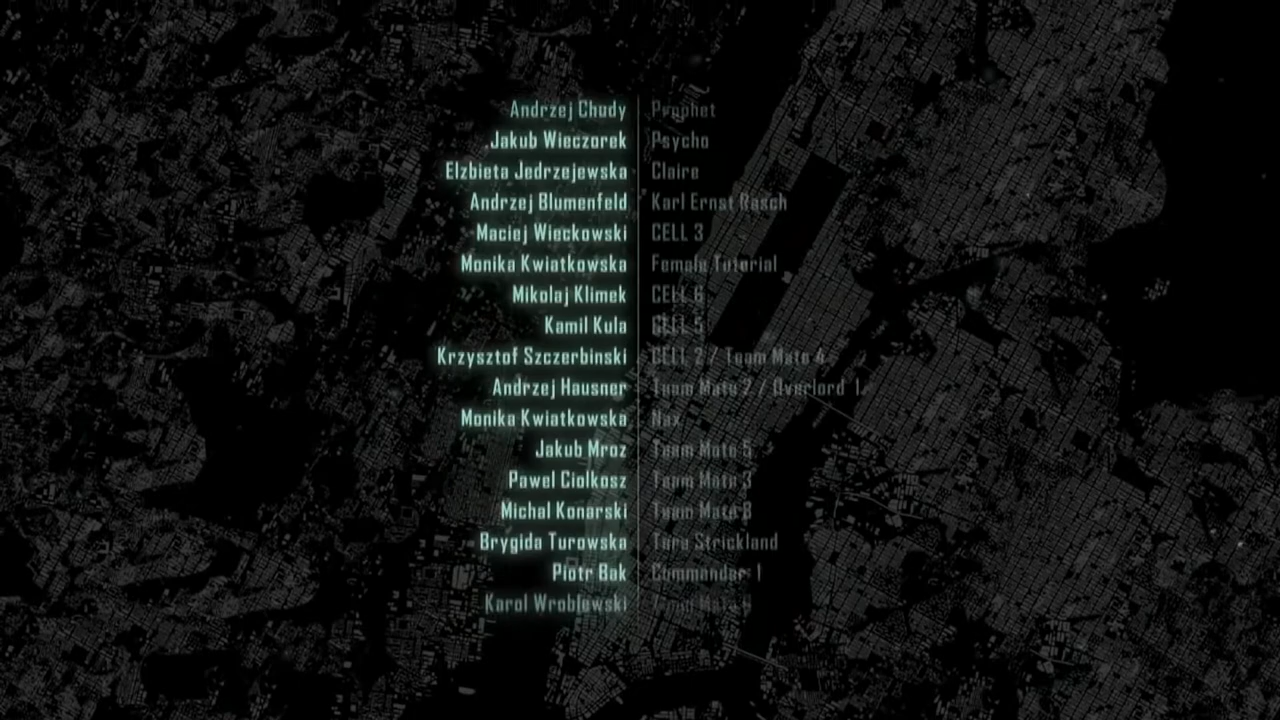 Andrzej Chudy Prophet
Jakub Wieczorek Psycho
Elzbieta Jedrzejewska Claire
Andrzej Blumenfeld Karl Ernst Rasch
Maciej Wieckowski CELL 3
Monika Kwiatkowska Female Tutorial
Mikolaj Klimek CELL 6
Kamil Kula CELL 5
Krzysztof Szczerbinski CELL 2 / Team Mate 4
Andrzej Hausner Team Mate 2 / Overlord 1
Monika Kwiatkowska Nax
Jakub Mroz Team Mate 5
Pawel Ciolkosz Team Mate 3
Michal Konarski Team Mate
Brygida Turowska Tara Strickland
Piotr Bak Commander 1
Karol Wroblewski Team Mate